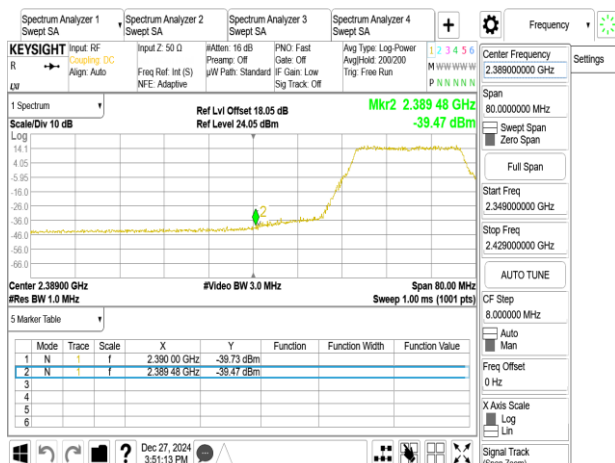 Spectrum Analyzer 1
Swept SA
Spectrum Analyzer 2
Swept SA
Spectrum Analyzer 3
Swept SA
Spectrum Analyzer 4
Swept SA
+
Frequency
KEYSIGHT
R
LXI
Input: RF
Coupling: DC
Align: Auto
Input Z: 50 Ω
Freq Ref: Int (S)
NFE: Adaptive
#Atten: 16 dB
Preamp: Off
µW Path: Standard
PNO: Fast
Gate: Off
IF Gain: Low
Sig Track: Off
Avg Type: Log-Power
Avg|Hold: 200/200
Trig: Free Run
1 2 3 4 5 6
M W W W W W
P N N N N N
1 Spectrum
Scale/Div 10 dB
Ref Lvl Offset 18.05 dB
Ref Level 24.05 dBm
Mkr2 2.389 48 GHz
-39.47 dBm
Log
14.1
4.05
-5.95
-16.0
-26.0
-36.0
-46.0
-56.0
-66.0
2
Center 2.38900 GHz
#Res BW 1.0 MHz
#Video BW 3.0 MHz
Span 80.00 MHz
Sweep 1.00 ms (1001 pts)
5 Marker Table
Mode Trace Scale X Y Function Function Width Function Value
1 N 1 f 2.390 00 GHz -39.73 dBm
2 N 1 f 2.389 48 GHz -39.47 dBm
3
4
5
6
Dec 27, 2024
3:51:13 PM
Center Frequency
2.389000000 GHz
Settings
Span
80.0000000 MHz
Swept Span
Zero Span
Full Span
Start Freq
2.349000000 GHz
Stop Freq
2.429000000 GHz
AUTO TUNE
CF Step
8.000000 MHz
Auto
Man
Freq Offset
0 Hz
X Axis Scale
Log
Lin
Signal Track
(Span Zoom)